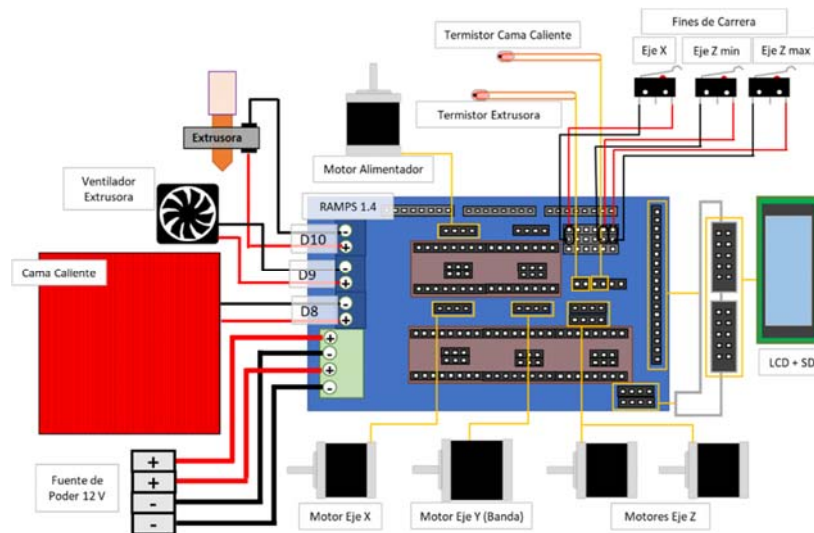 Fines de Carrera
Termistor Cama Caliente
Eje X
Eje Z min
Eje Z max
Termistor Extrusora
Extrusora
Motor Alimentador
Ventilador
Extrusora
RAMPS 1.4
D10
-
+
Cama Caliente
D9
-
+
D8
-
+
+
-
+
-
LCD + SD
Fuente de
Poder 12 V
+
+
-
-
Motor Eje X
Motor Eje Y (Banda)
Motores Eje Z